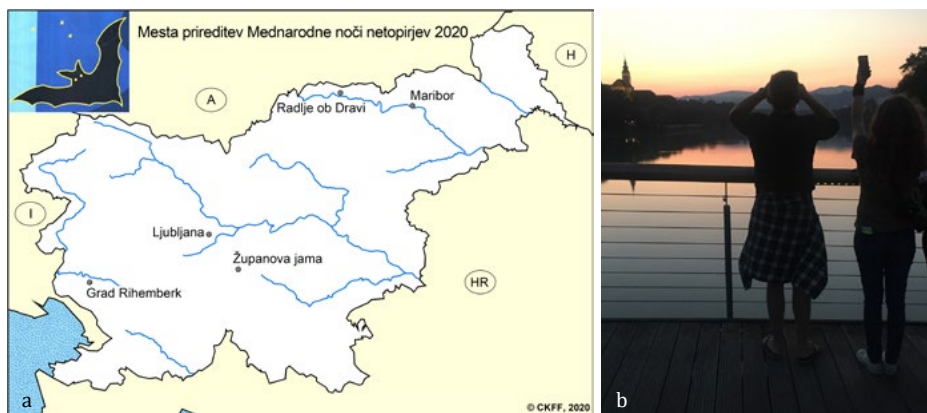 Mesta prireditev Mednarodne noči netopirjev 2020
H
A
Radlje ob Dravi
Maribor
I
Ljubljana
Županova jama
Grad Rihemberk
HR
a
© CKFF, 2020
b